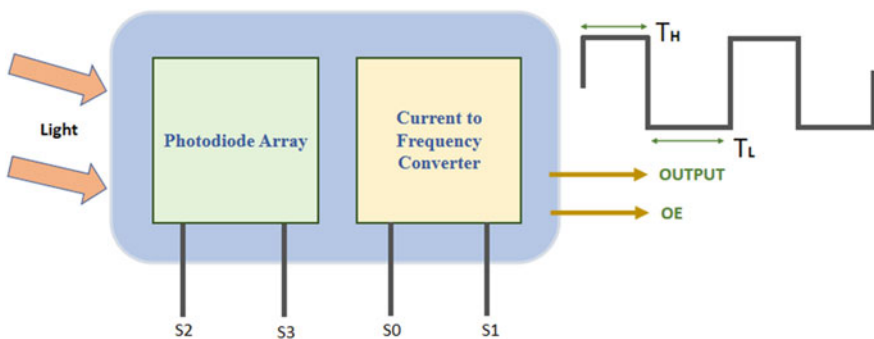 Light
Photodiode Array
Current to
Frequency
Converter
TH
TL
OUTPUT
OE
S2
S3
S0
S1